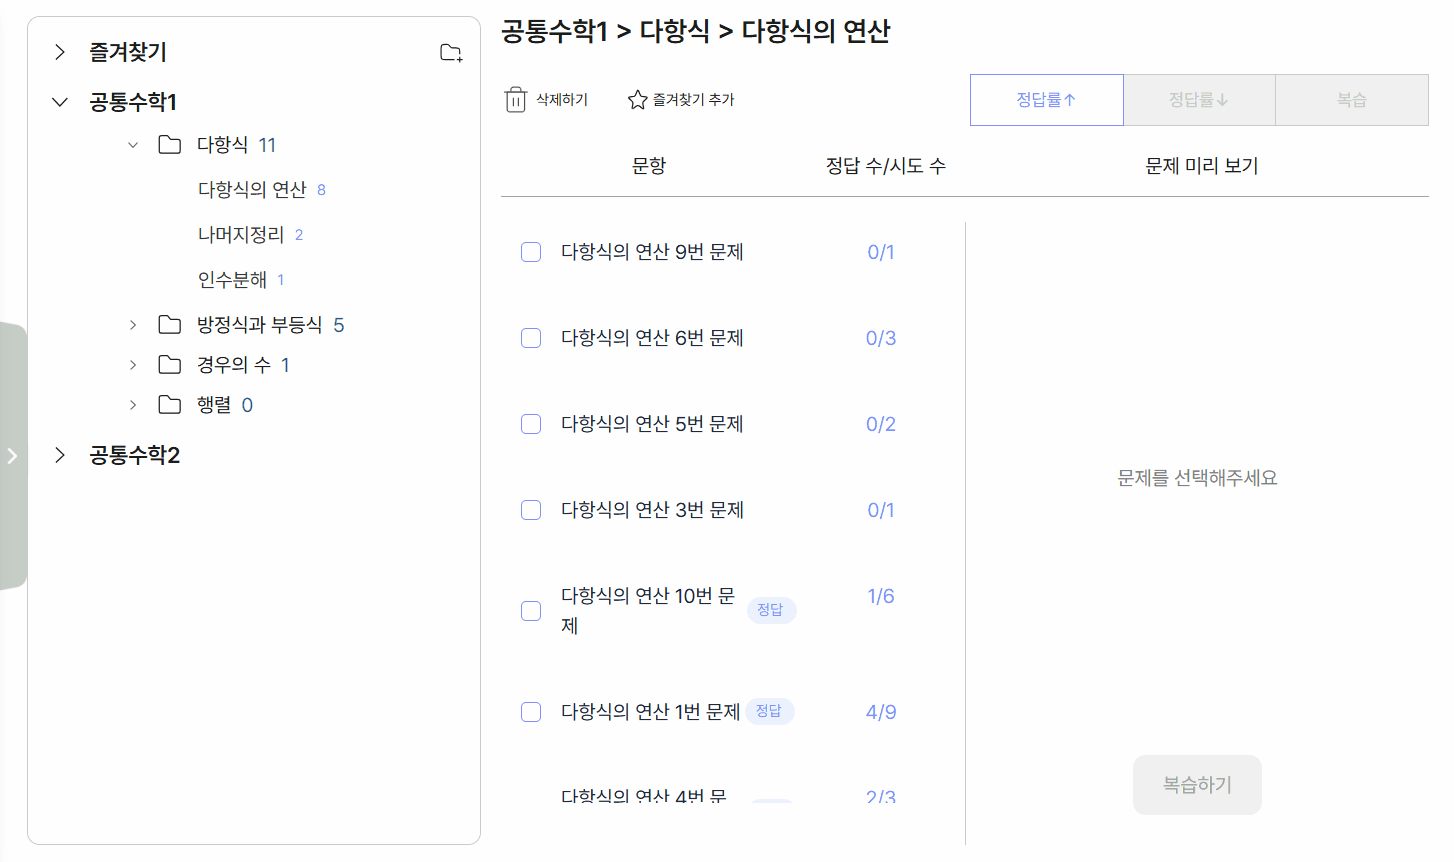 즐겨찾기
공통수학1
다항식 11
다항식의 연산 8
나머지정리 2
인수분해 1
방정식과 부등식 5
경우의 수 1
행렬 0
공통수학2
공통수학1 > 다항식 > 다항식의 연산
삭제하기 즐겨찾기 추가 정답률↑ 정답률↓ 복습
문항 정답 수/시도 수 문제 미리 보기
다항식의 연산 9번 문제 0/1
다항식의 연산 6번 문제 0/3
다항식의 연산 5번 문제 0/2
다항식의 연산 3번 문제 0/1
다항식의 연산 10번 문
제 정답 1/6
다항식의 연산 1번 문제 정답 4/9
다항식의 연산 4번 문 2/3
문제를 선택해주세요
복습하기